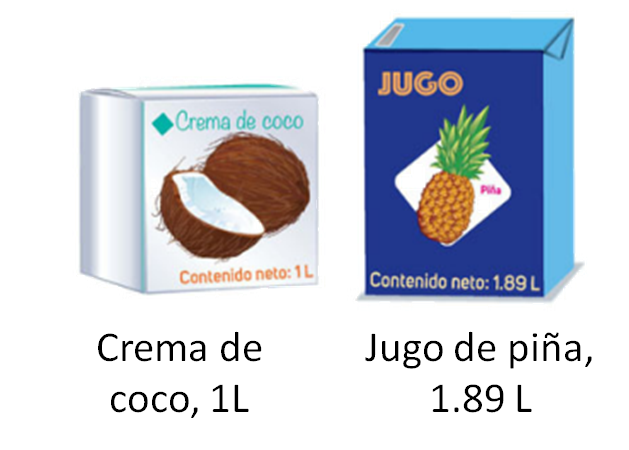 Crema de coco
Contenido neto: 1 L
JUGO
Piña
Contenido neto: 1.89 L
Crema de
coco, 1L
Jugo de piña,
1.89 L